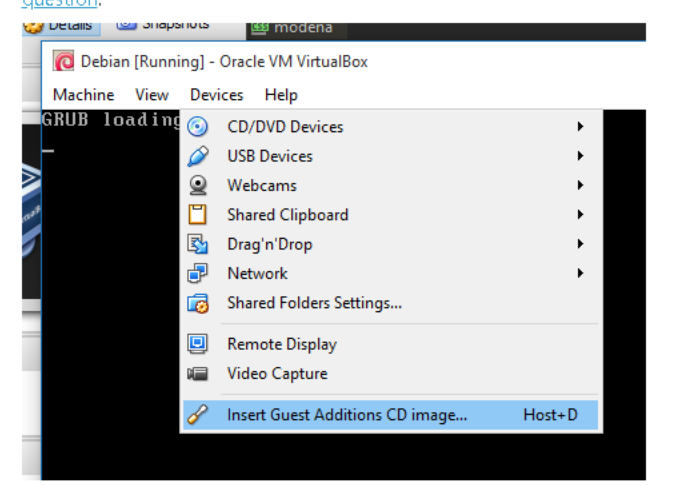 question.
Details Snapshots modena
Debian [Running] - Oracle VM VirtualBox
Machine View Devices Help
GRUB loading
CD/DVD Devices
USB Devices
Webcams
Shared Clipboard
Drag'n'Drop
Network
Shared Folders Settings...
Remote Display
Video Capture
Insert Guest Additions CD image... Host+D